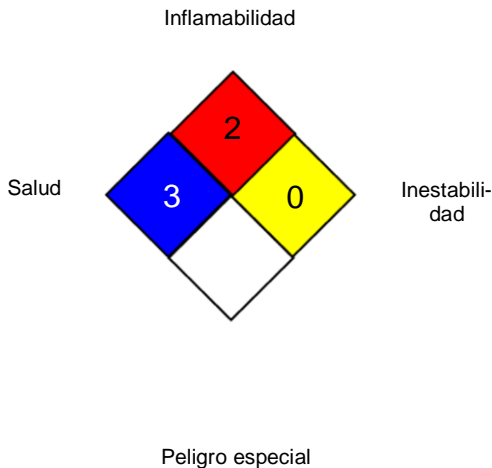 Inflamabilidad
2
Salud
3
0
Inestabili-
dad
Peligro especial